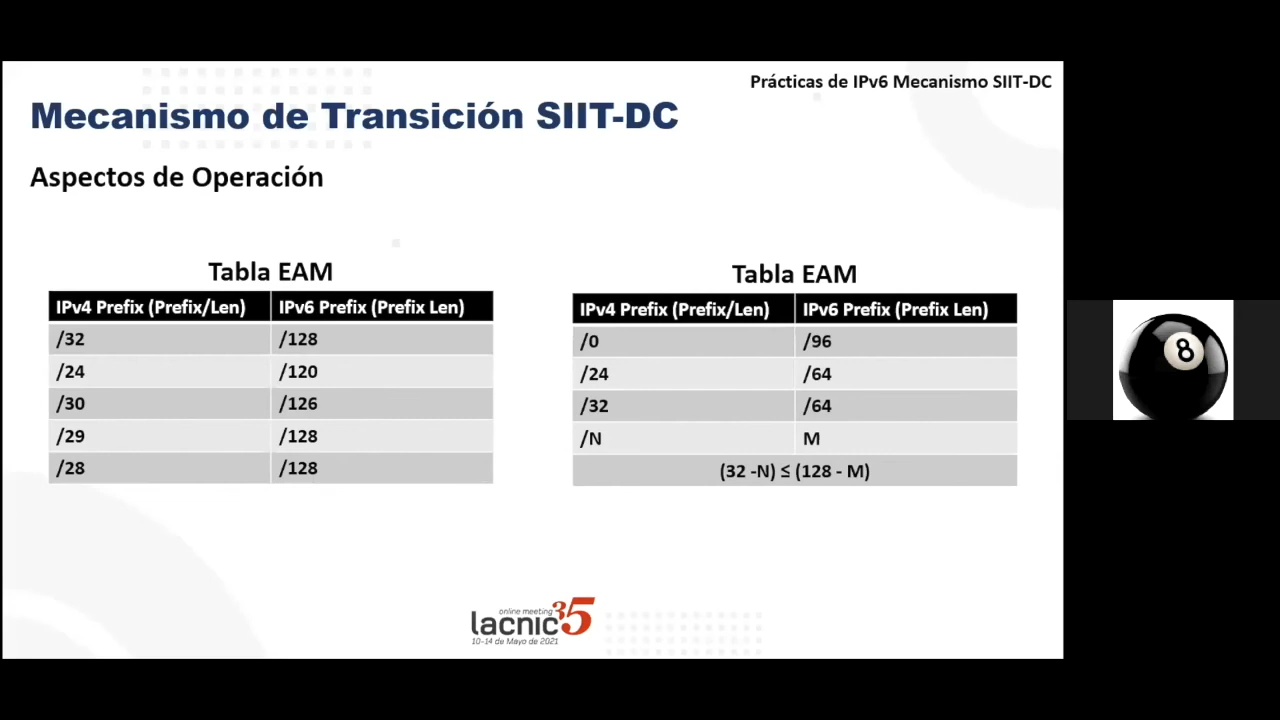 Prácticas de IPv6 Mecanismo SIIT-DC
Mecanismo de Transición SIIT-DC
Aspectos de Operación
Tabla EAM
IPv4 Prefix (Prefix/Len) IPv6 Prefix (Prefix Len)
/32 /128
/24 /120
/30 /126
/29 /128
/28 /128
Tabla EAM
IPv4 Prefix (Prefix/Len) IPv6 Prefix (Prefix Len)
/0 /96
/24 /64
/32 /64
/N M
(32 -N) ≤ (128 - M)
online meeting
lacnic35
10-14 de Mayo de 2021
8